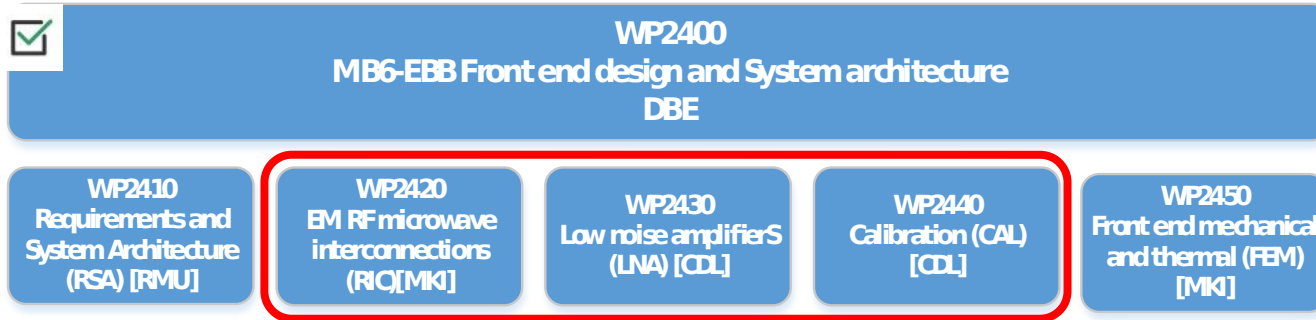 WP2400
MB6-EBB Front end design and System architecture
DBE
WP2410
Requirements and
System Architecture
(RSA) [RMU]
WP2420
EM RF microwave
interconnections
(RIC)[MKI]
WP2430
Low noise amplifierS
(LNA) [CDL]
WP2440
Calibration (CAL)
[CDL]
WP2450
Front end mechanical
and thermal (FEM)
[MKI]